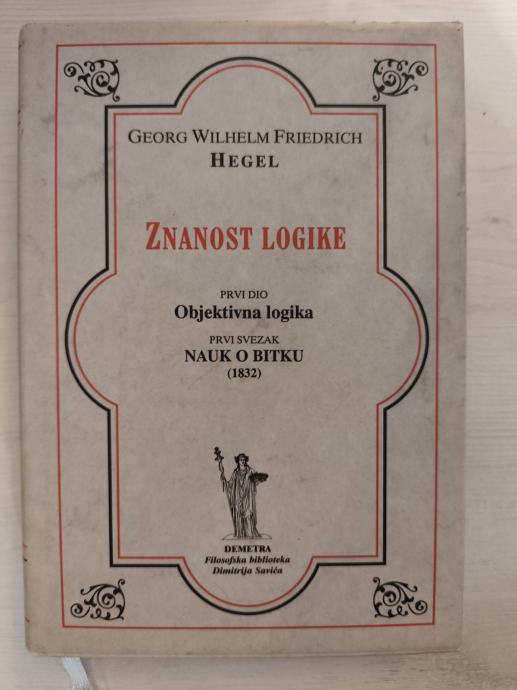 GEORG WILHELM FRIEDRICH
HEGEL
ZNANOST LOGIKE
PRVI DIO
Objektivna logika
PRVI SVEZAK
NAUK O BITKU
(1832)
DEMETRA
Filosofska biblioteka
Dimitrija Savića